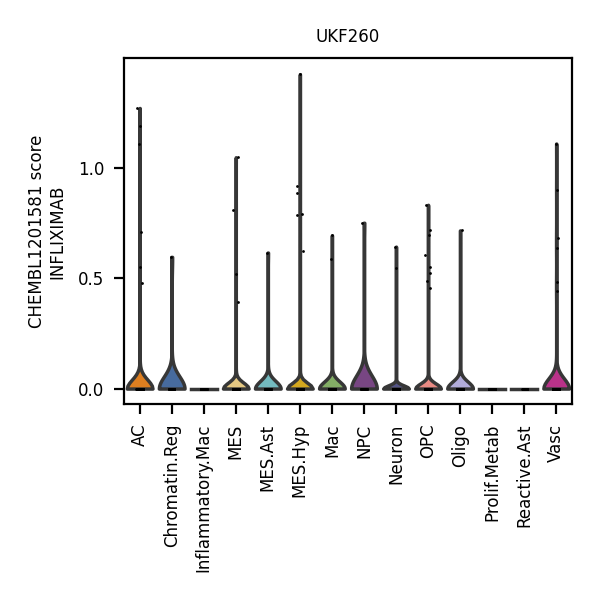 UKF260
CHEMBL1201581 score
INFLIXIMAB
1.0
0.5
0.0
AC
Chromatin.Reg
Inflammatory.Mac
MES
MES.Ast
MES.Hyp
Mac
NPC
Neuron
OPC
Oligo
Prolif.Metab
Reactive.Ast
Vasc